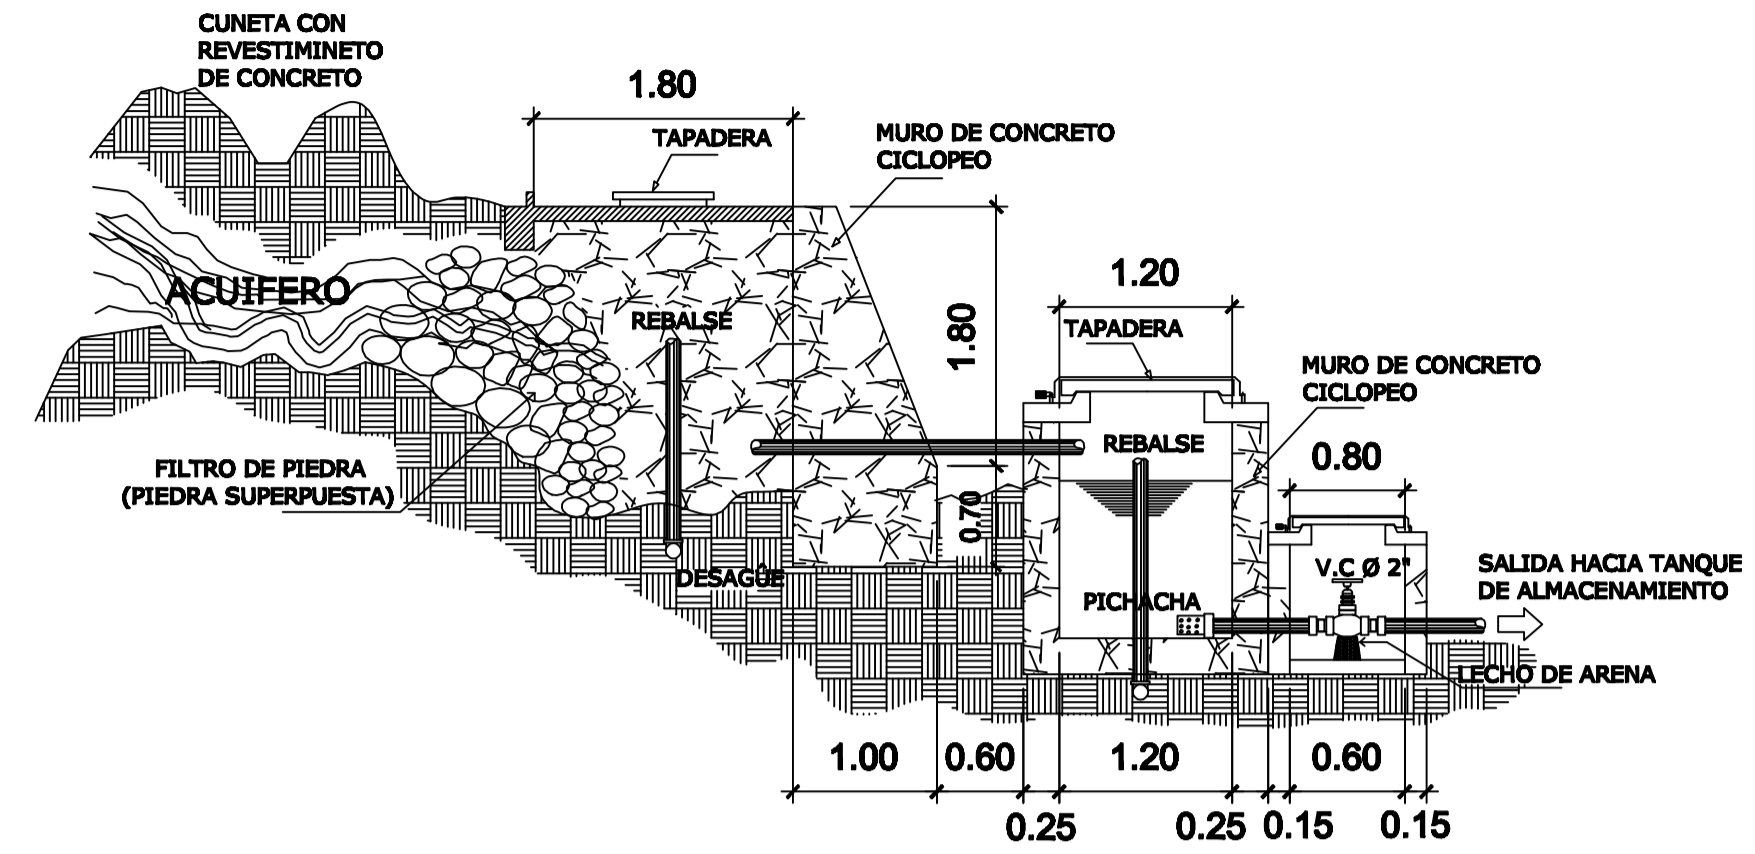 CUNETA CON
REVESTIMINETO
DE CONCRETO
1.80
TAPADERA
MURO DE CONCRETO
CICLOPEO
ACUIFERO
REBALSE
1.80
1.20
TAPADERA
MURO DE CONCRETO
CICLOPEO
REBALSE
0.80
FILTRO DE PIEDRA
(PIEDRA SUPERPUESTA)
0.70
DESAGÜE
V.C Ø 2"
PICHACHA
SALIDA HACIA TANQUE
DE ALMACENAMIENTO
LECHO DE ARENA
1.00
0.60
1.20
0.60
0.25
0.25
0.15
0.15